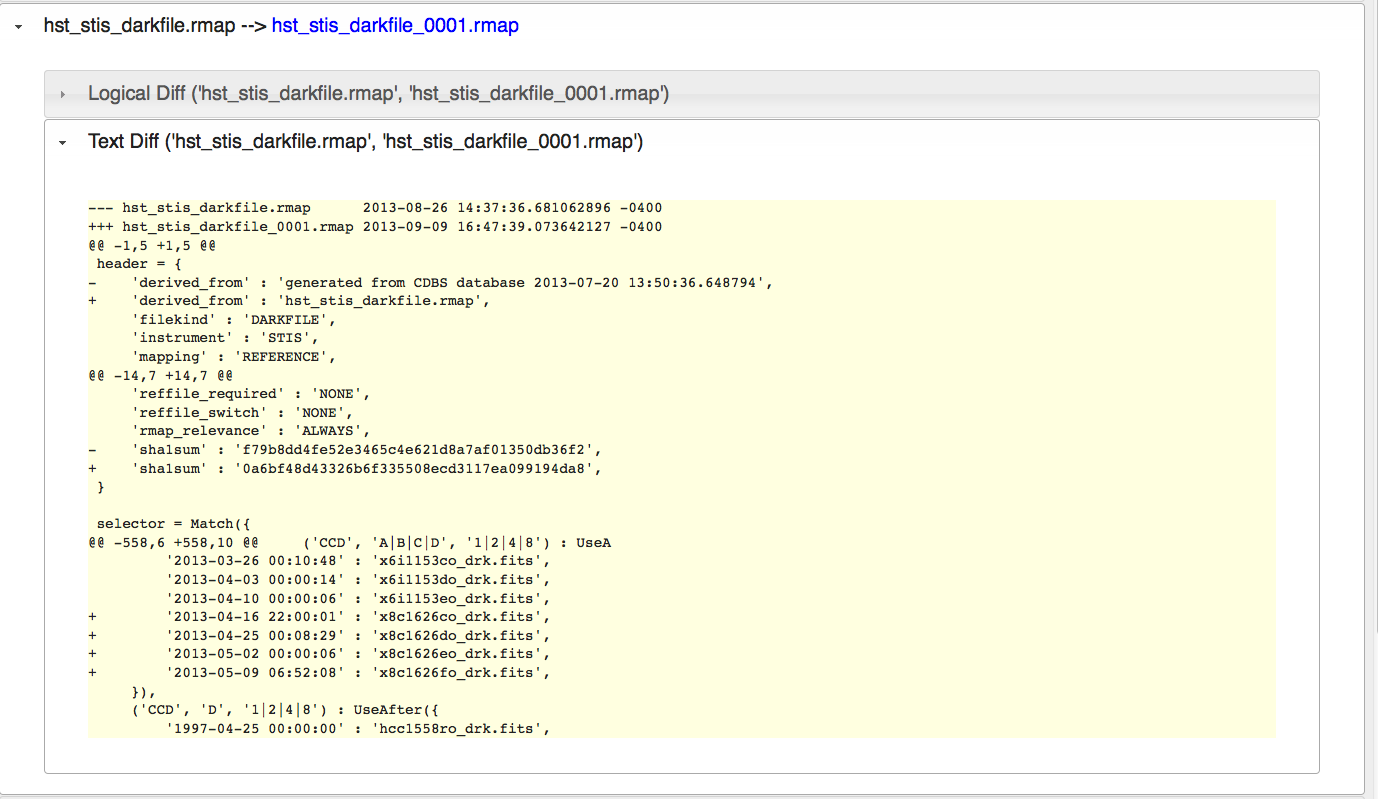 hst_stis_darkfile.rmap --> hst_stis_darkfile_0001.rmap
Logical Diff ('hst_stis_darkfile.rmap', 'hst_stis_darkfile_0001.rmap')
Text Diff ('hst_stis_darkfile.rmap', 'hst_stis_darkfile_0001.rmap')
--- hst_stis_darkfile.rmap      2013-08-26 14:37:36.681062896 -0400
+++ hst_stis_darkfile_0001.rmap 2013-09-09 16:47:39.073642127 -0400
@@ -1,5 +1,5 @@
 header = {
-    'derived_from' : 'generated from CDBS database 2013-07-20 13:50:36.648794',
+    'derived_from' : 'hst_stis_darkfile.rmap',
     'filekind' : 'DARKFILE',
     'instrument' : 'STIS',
     'mapping' : 'REFERENCE',
@@ -14,7 +14,7 @@
     'reffile_required' : 'NONE',
     'reffile_switch' : 'NONE',
     'rmap_relevance' : 'ALWAYS',
-    'sha1sum' : 'f79b8dd4fe52e3465c4e621d8a7af01350db36f2',
+    'sha1sum' : '0a6bf48d43326b6f335508ecd3117ea099194da8',
 }
 selector = Match({
@@ -558,6 +558,10 @@     ('CCD', 'A|B|C|D', '1|2|4|8') : UseA
         '2013-03-26 00:10:48' : 'x6i1153co_drk.fits',
         '2013-04-03 00:00:14' : 'x6i1153do_drk.fits',
         '2013-04-10 00:00:06' : 'x6i1153eo_drk.fits',
+        '2013-04-16 22:00:01' : 'x8c1626co_drk.fits',
+        '2013-04-25 00:08:29' : 'x8c1626do_drk.fits',
+        '2013-05-02 00:00:06' : 'x8c1626eo_drk.fits',
+        '2013-05-09 06:52:08' : 'x8c1626fo_drk.fits',
     }),
     ('CCD', 'D', '1|2|4|8') : UseAfter({
         '1997-04-25 00:00:00' : 'hcc1558ro_drk.fits',